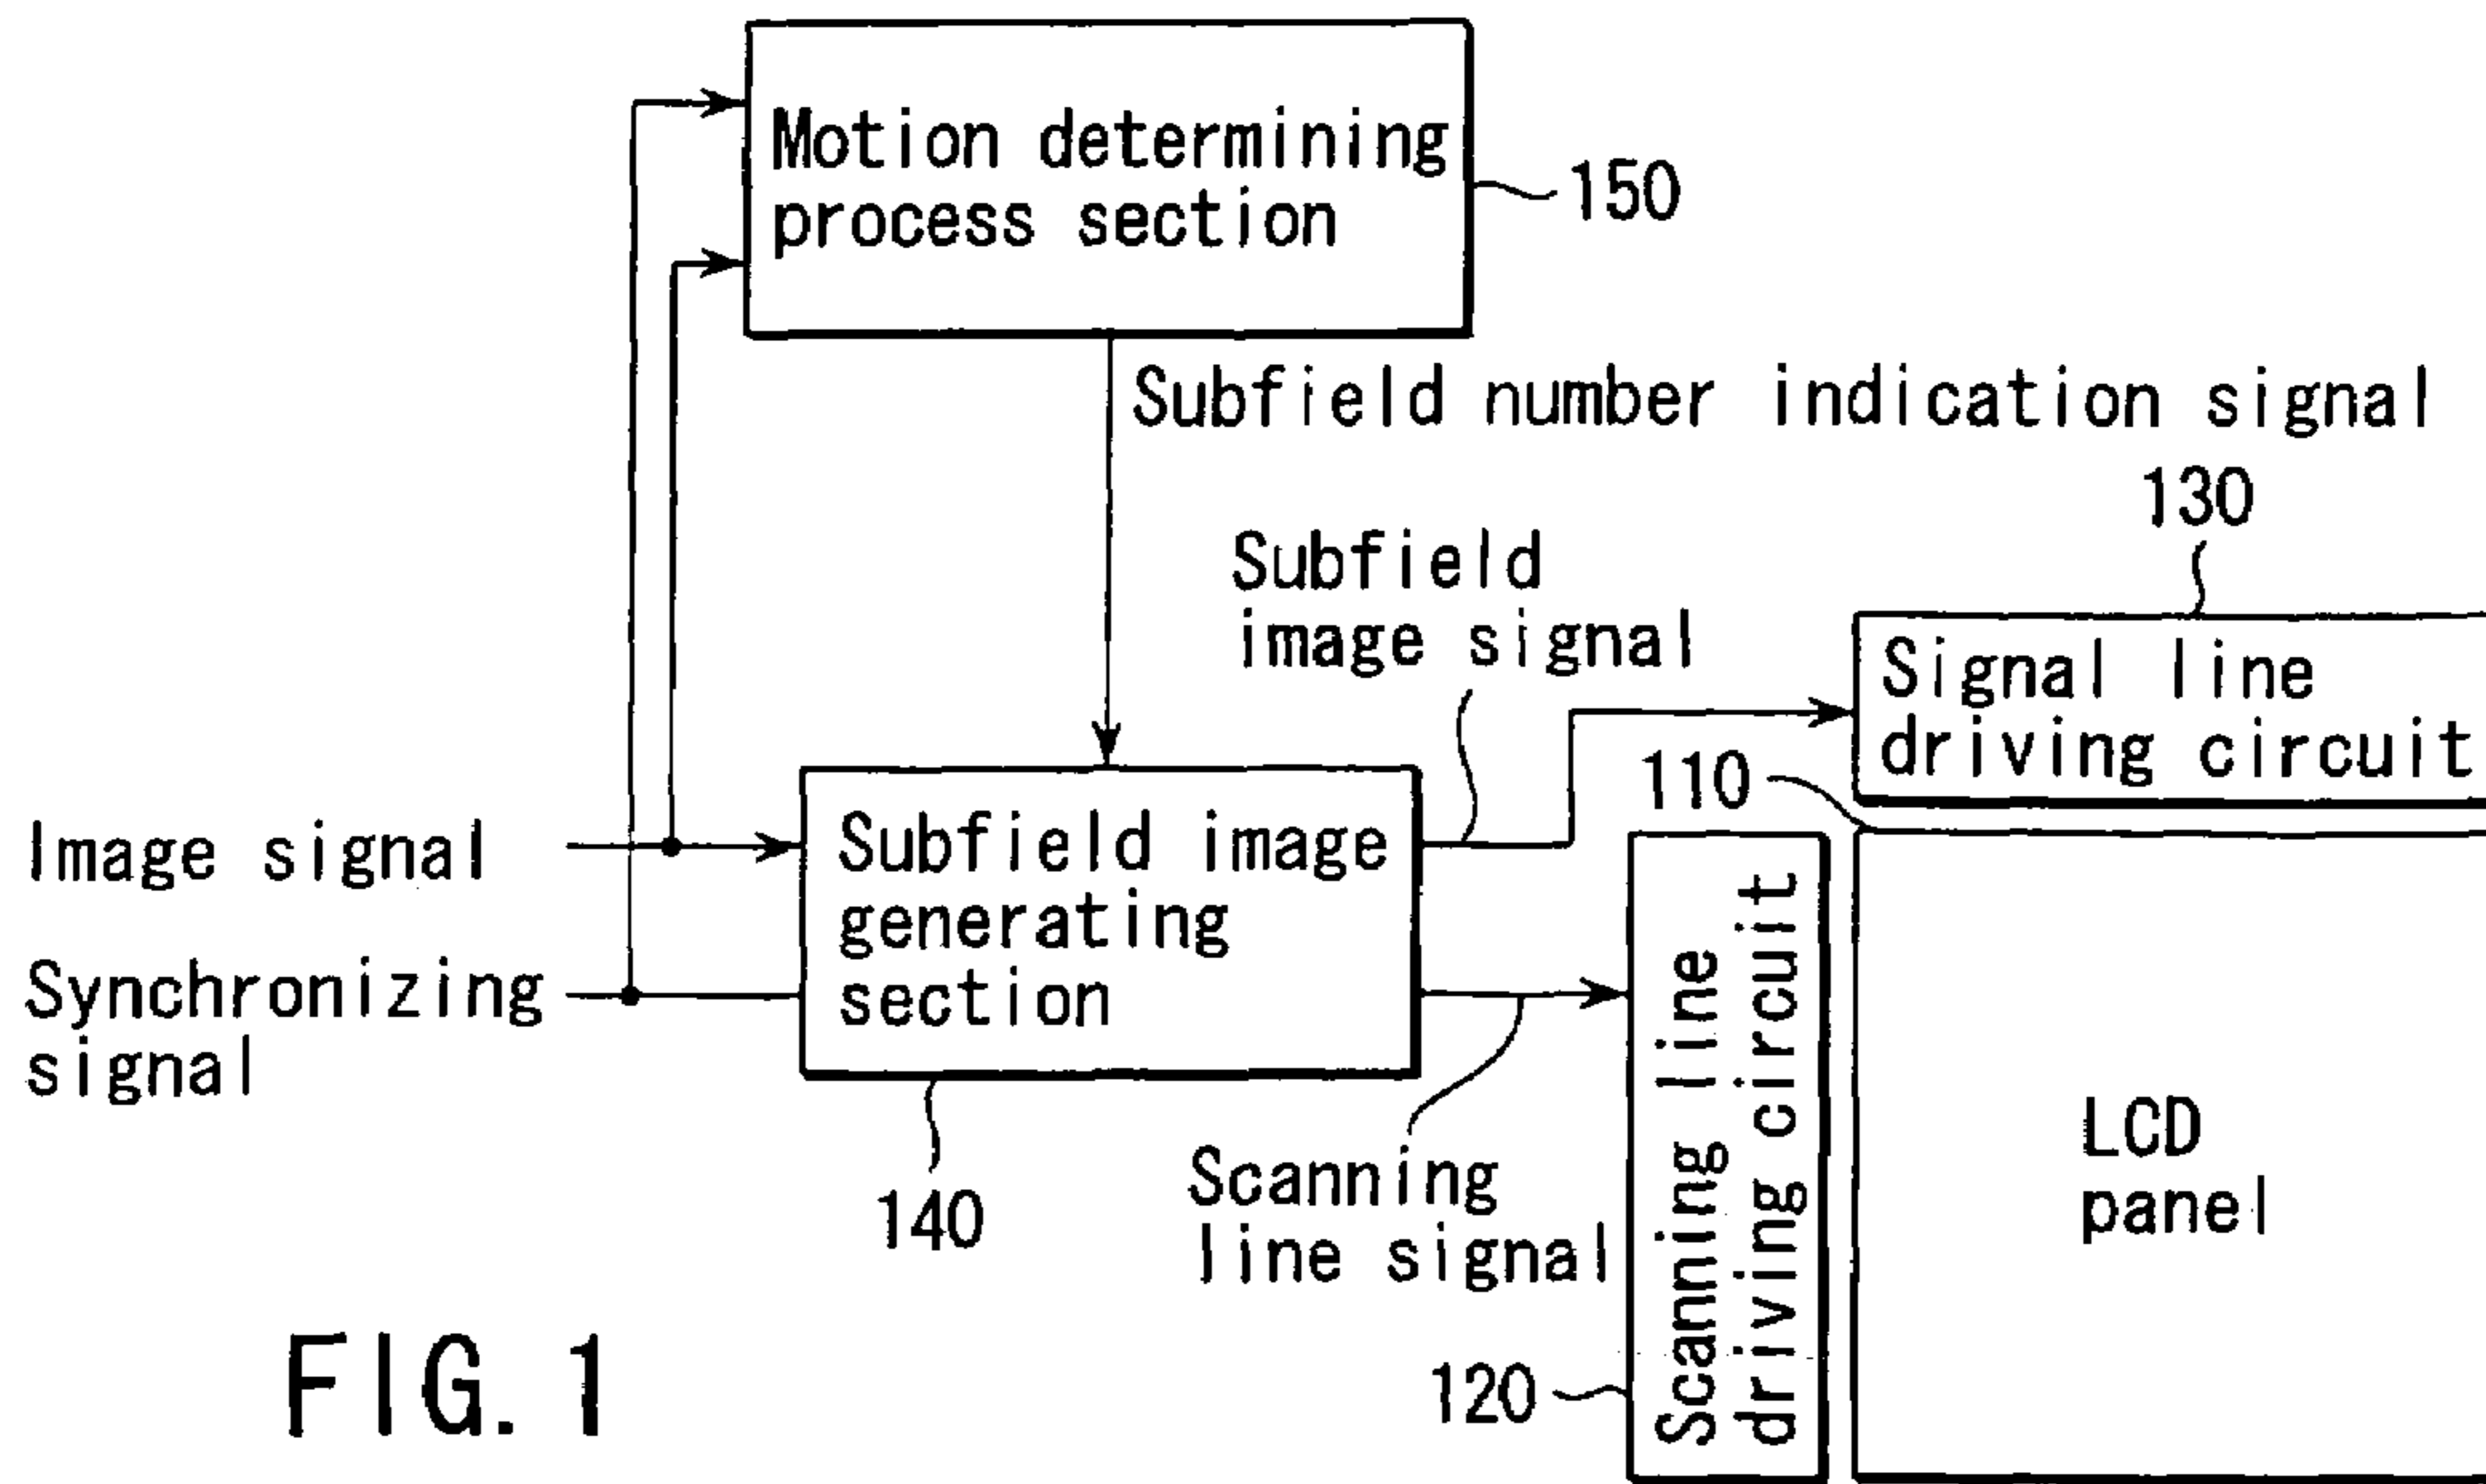 Motion determining
process section
150
Subfield number indication signal
130
Subfield
image signal
Signal line
driving circuit
110
Image signal
Subfield image
generating
section
Synchronizing
signal
Scanning line
driving circuit
LCD
panel
140
Scanning
line signal
120
FIG. 1